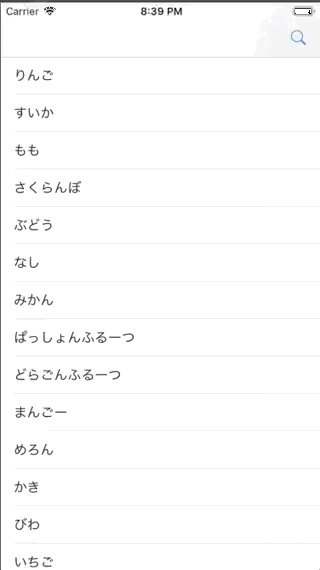 Carrier 8:39 PM
りんご
すいか
もも
さくらんぼ
ぶどう
なし
みかん
ぱっしょんふるーつ
どらごんふるーつ
まんごー
めろん
かき
びわ
いちご